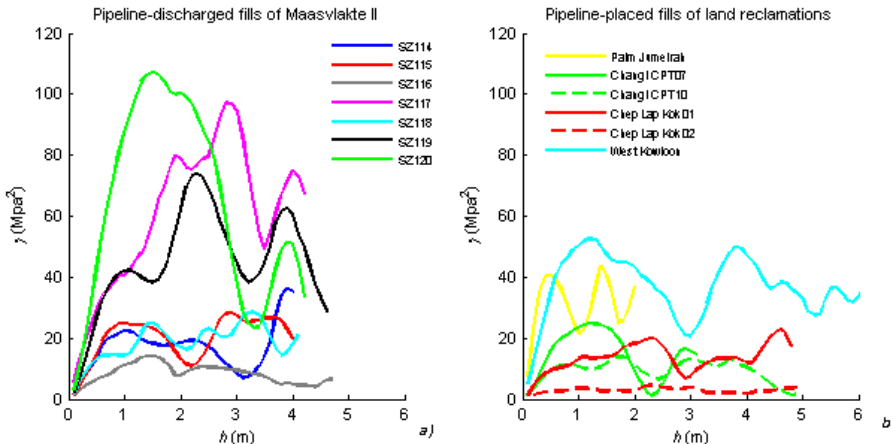 Pipeline-discharged fills of Maasvlakte II
120
100
80
60
40
20
0
γ (Mpa²)
SZ114
SZ115
SZ116
SZ117
SZ118
SZ119
SZ120
0 1 2 3 4 5 6
h (m)
a)
Pipeline-placed fills of land reclamations
120
100
80
60
40
20
0
γ (Mpa²)
Palm Jumeirah
Changi CPT07
Changi CPT10
Chep Lap Kok 01
Chep Lap Kok 02
West Kowloon
0 1 2 3 4 5 6
h (m)
b